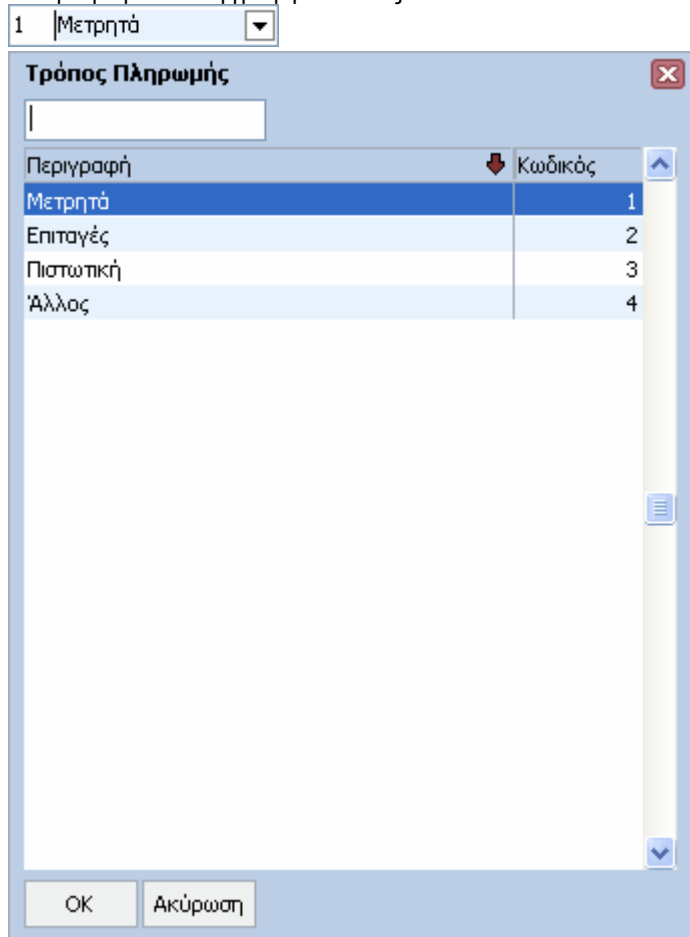 1 Μετρητά
Τρόπος Πληρωμής
Περιγραφή Κωδικός
Μετρητά 1
Επιταγές 2
Πιστωτική 3
Άλλος 4
OK Ακύρωση